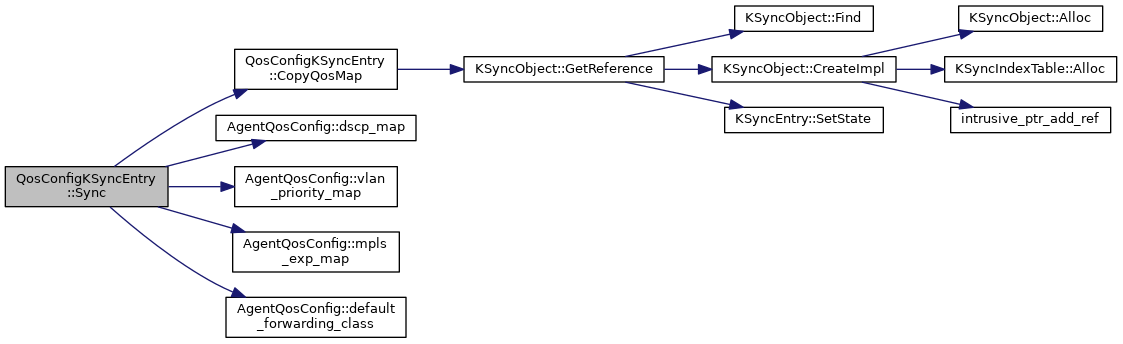 QosConfigKSyncEntry
::Sync
QosConfigKSyncEntry
::CopyQosMap
AgentQosConfig::dscp_map
AgentQosConfig::vlan
_priority_map
AgentQosConfig::mpls
_exp_map
AgentQosConfig::default
_forwarding_class
KSyncObject::GetReference
KSyncObject::Find
KSyncObject::CreateImpl
KSyncEntry::SetState
KSyncObject::Alloc
KSyncIndexTable::Alloc
intrusive_ptr_add_ref